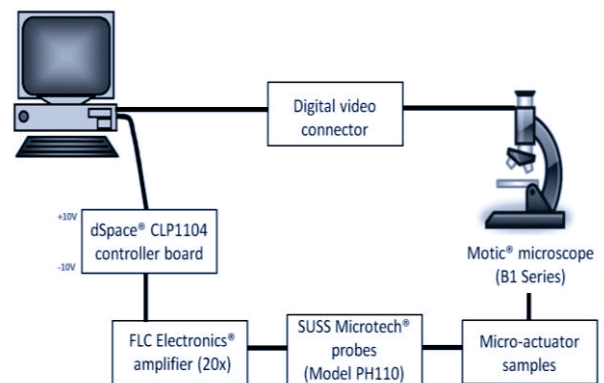 Digital video
connector
+10V
dSpace® CLP1104
controller board
-10V
Motic® microscope
(B1 Series)
FLC Electronics®
amplifier (20x)
SUSS Microtech®
probes
(Model PH110)
Micro-actuator
samples